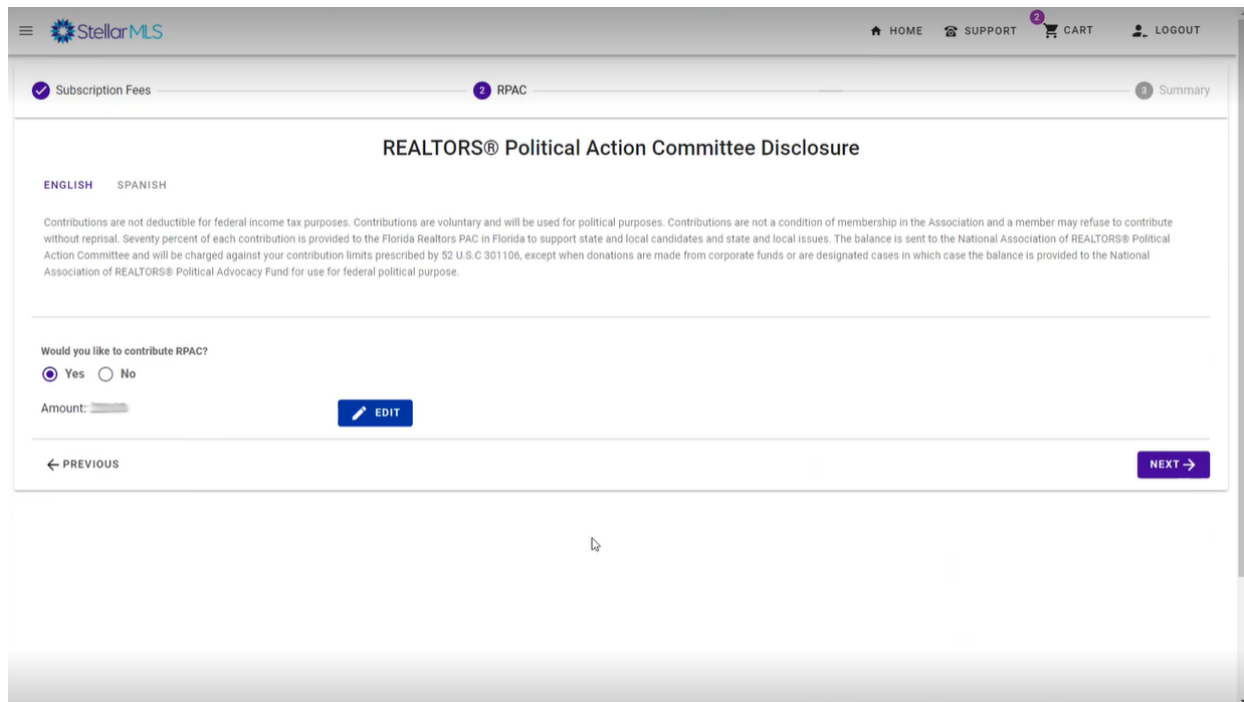 StellarMLS
HOME SUPPORT 2 CART LOGOUT
Subscription Fees 2 RPAC 3 Summary
REALTORS® Political Action Committee Disclosure
ENGLISH SPANISH
Contributions are not deductible for federal income tax purposes. Contributions are voluntary and will be used for political purposes. Contributions are not a condition of membership in the Association and a member may refuse to contribute
without reprisal. Seventy percent of each contribution is provided to the Florida Realtors PAC in Florida to support state and local candidates and state and local issues. The balance is sent to the National Association of REALTORS® Political
Action Committee and will be charged against your contribution limits prescribed by 52 U.S.C 301106, except when donations are made from corporate funds or are designated cases in which case the balance is provided to the National
Association of REALTORS® Political Advocacy Fund for use for federal political purpose.
Would you like to contribute RPAC?
Yes No
Amount:
EDIT
PREVIOUS
NEXT